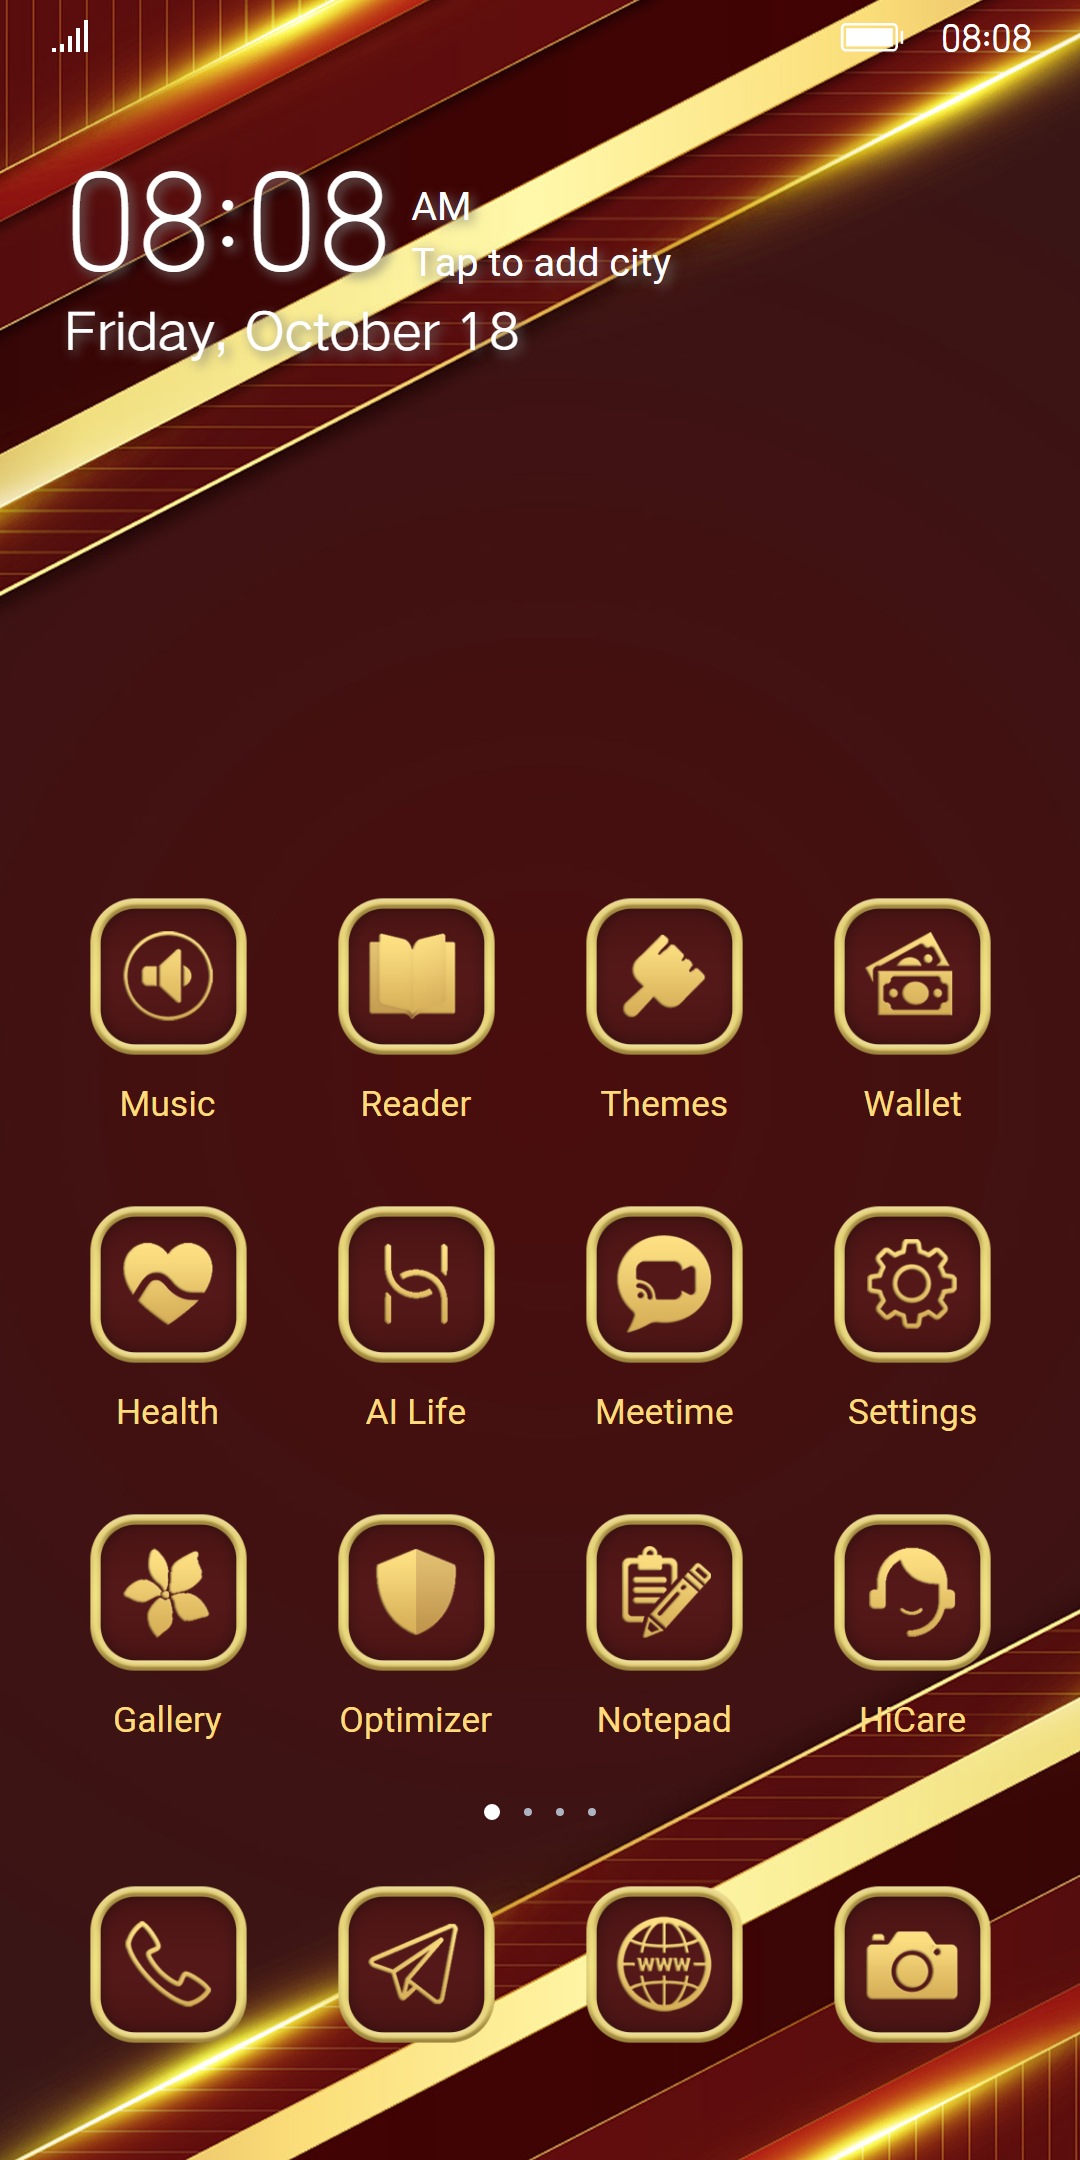 08:08
08:08 AM
Tap to add city
Friday, October 18
Music Reader Themes Wallet
Health AI Life Meetime Settings
Gallery Optimizer Notepad HiCare
WWW